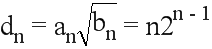 dₙ = aₙ√bₙ = n2ⁿ ⁻ ¹